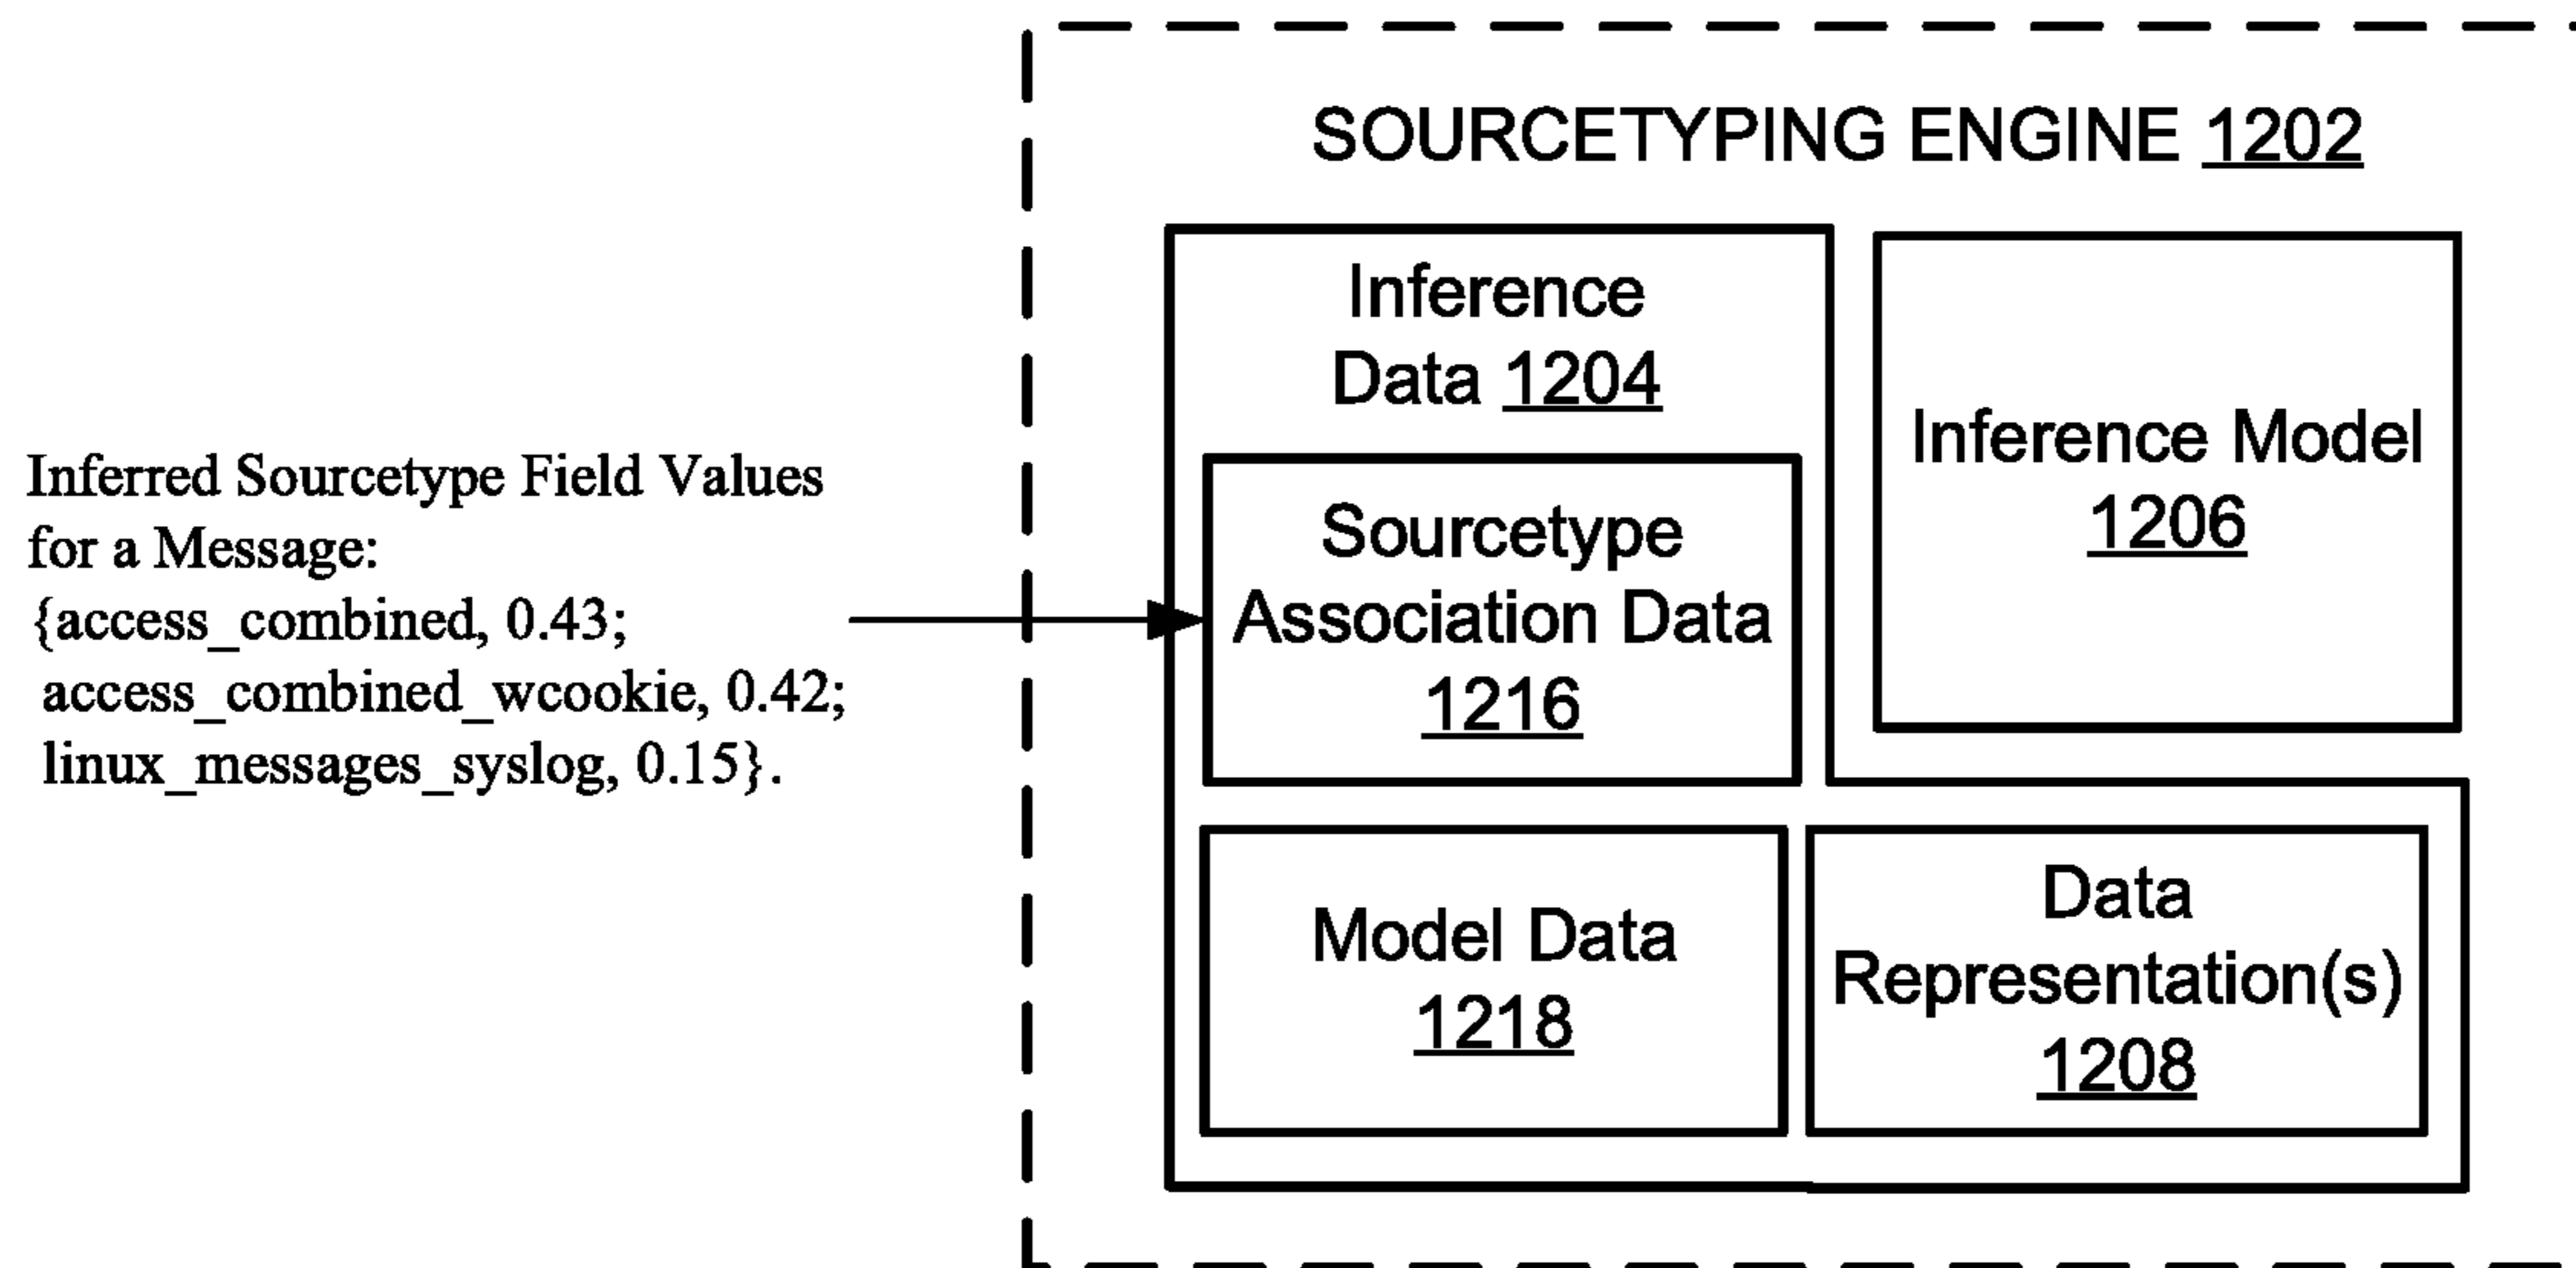 SOURCETYPING ENGINE 1202
Inference
Data 1204
Inference Model
1206
Inferred Sourcetype Field Values
for a Message:
{access_combined, 0.43;
access_combined_wcookie, 0.42;
linux_messages_syslog, 0.15}.
Sourcetype
Association Data
1216
Model Data
1218
Data
Representation(s)
1208